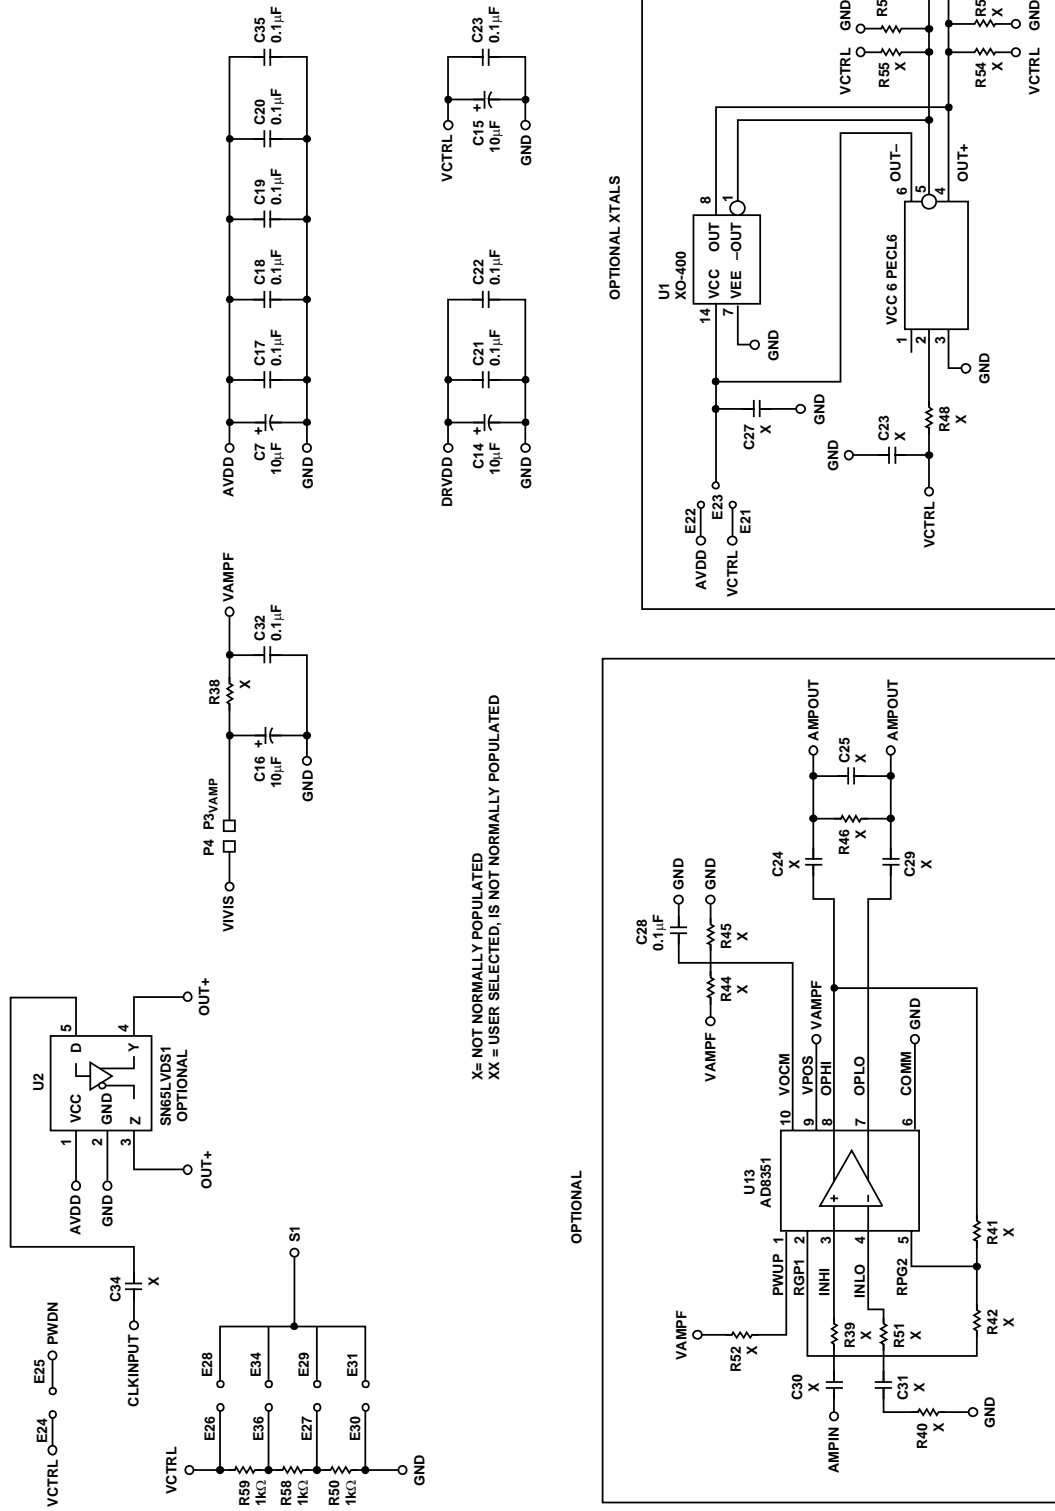 VCTRL
E24
E25
PWDN
CLKINPUT
C34
X
AVDD
GND
1
2
3
VCC
GND
Z
D
Y
5
4
U2
SN65LVDS1
OPTIONAL
OUT+
OUT+
VCTRL
R59
1kΩ
R58
1kΩ
R50
1kΩ
GND
E26
E36
E27
E30
E28
E34
E29
E31
S1
VIVIS
P4
P3
VAMP
C16
10μF
+
GND
R38
X
C32
0.1μF
VAMPF
X= NOT NORMALLY POPULATED
XX = USER SELECTED, IS NOT NORMALLY POPULATED
AVDD
GND
C7
10μF
+
C17
0.1μF
C18
0.1μF
C19
0.1μF
C20
0.1μF
C35
0.1μF
DRVDD
GND
C14
10μF
+
C21
0.1μF
C22
0.1μF
VCTRL
GND
C15
10μF
+
C23
0.1μF
OPTIONAL
AMPIN
C30
X
R39
X
C31
X
R51
X
R40
X
GND
VAMPF
R52
X
PWUP
RGP1
INHI
INLO
RPG2
1
2
3
4
5
U13
AD8351
+
–
10
9
8
7
6
VOCM
VPOS
OPHI
OPLO
COMM
VAMPF
GND
R42
X
R41
X
VAMPF
R44
X
R45
X
GND
C28
0.1μF
GND
C24
X
C29
X
R46
X
C25
X
AMPOUT
AMPOUT
OPTIONAL XTALS
AVDD
E22
E23
VCTRL
E21
C27
X
GND
U1
XO-400
14
7
VCC
VEE
OUT
–OUT
8
1
GND
VCTRL
GND
C23
X
R48
X
GND
1
2
3
VCC 6 PECL6
6
5
4
OUT–
OUT+
VCTRL
R55
X
GND
R54
X
VCTRL
X
GND